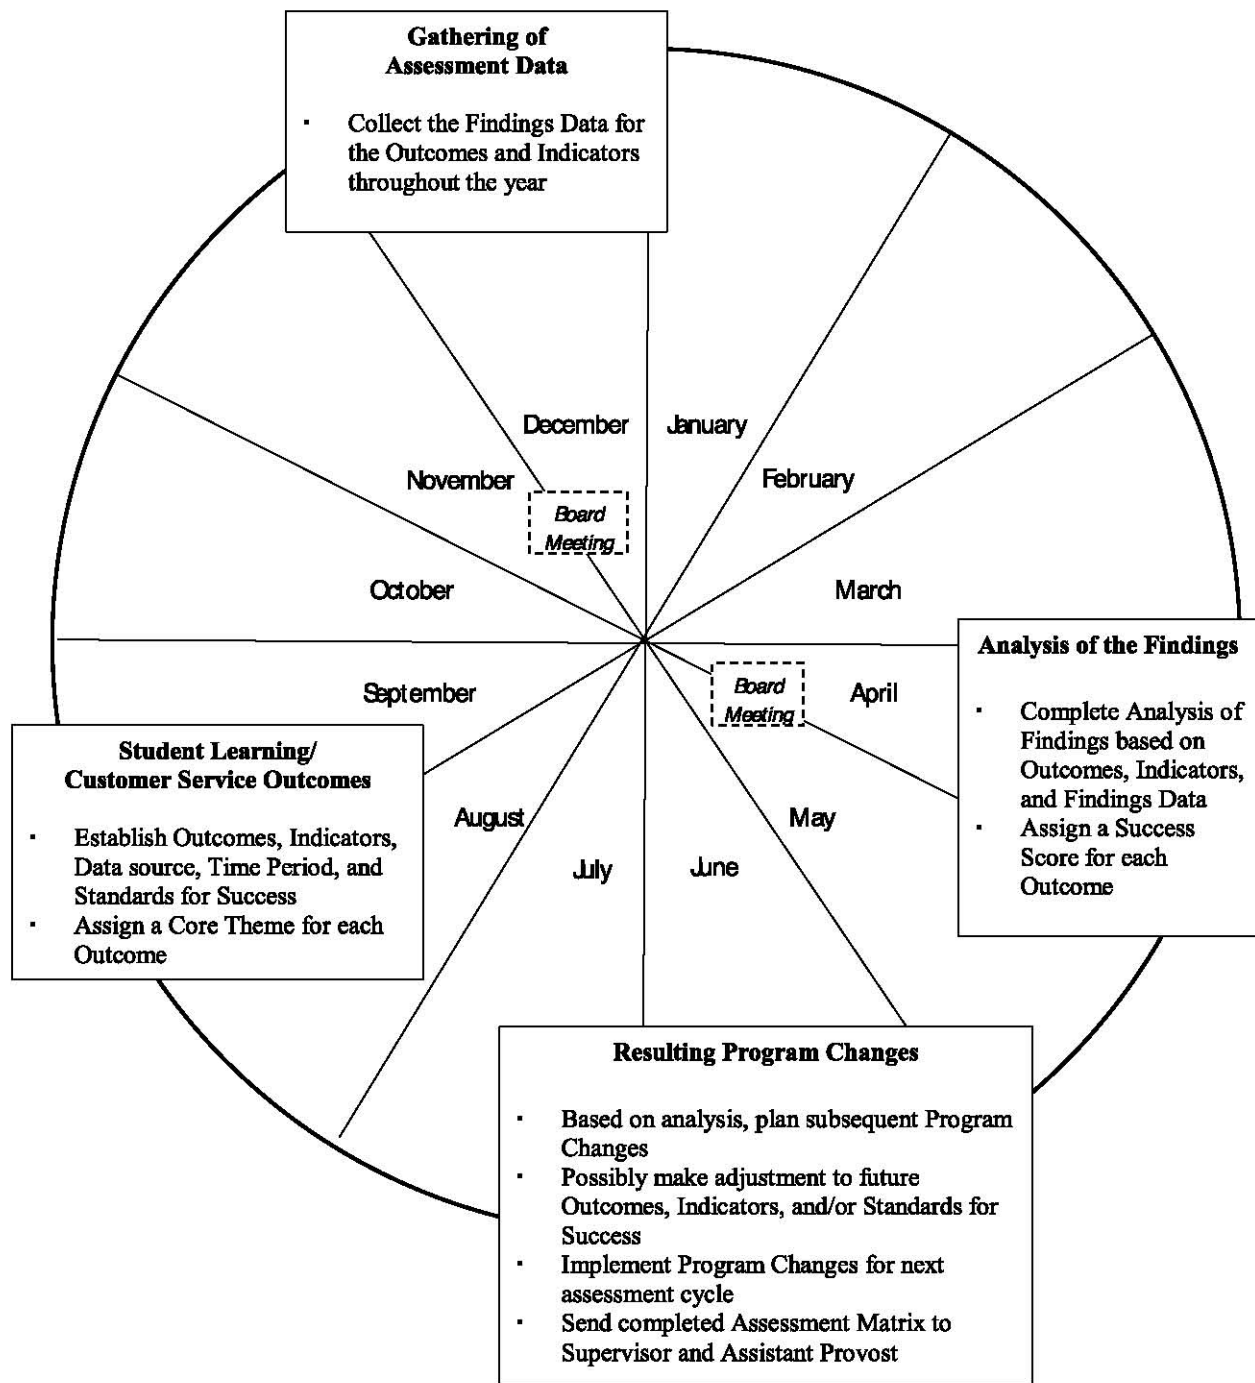 Gathering of
Assessment Data
▪ Collect the Findings Data for
the Outcomes and Indicators
throughout the year
December
January
November
February
Board
Meeting
October
March
Analysis of the Findings
▪ Complete Analysis of
Findings based on
Outcomes, Indicators,
and Findings Data
▪ Assign a Success
Score for each
Outcome
September
Board
Meeting
April
Student Learning/
Customer Service Outcomes
▪ Establish Outcomes, Indicators,
Data source, Time Period, and
Standards for Success
▪ Assign a Core Theme for each
Outcome
August
May
July
June
Resulting Program Changes
▪ Based on analysis, plan subsequent Program
Changes
▪ Possibly make adjustment to future
Outcomes, Indicators, and/or Standards for
Success
▪ Implement Program Changes for next
assessment cycle
▪ Send completed Assessment Matrix to
Supervisor and Assistant Provost